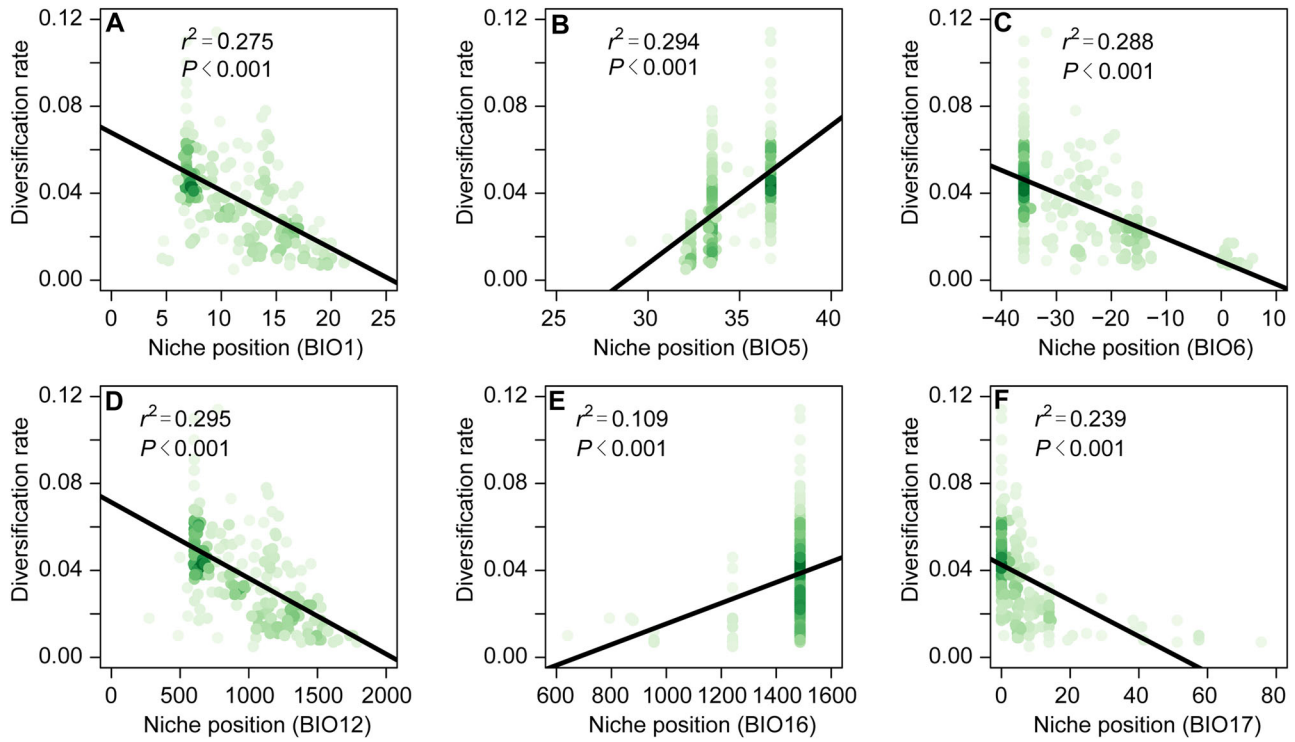 A
r² = 0.275
P < 0.001
Diversification rate
0.12
0.08
0.04
0.00
0 5 10 15 20 25
Niche position (BIO1)
B
r² = 0.294
P < 0.001
Diversification rate
0.12
0.08
0.04
0.00
25 30 35 40
Niche position (BIO5)
C
r² = 0.288
P < 0.001
Diversification rate
0.12
0.08
0.04
0.00
−40 −30 −20 −10 0 10
Niche position (BIO6)
D
r² = 0.295
P < 0.001
Diversification rate
0.12
0.08
0.04
0.00
0 500 1000 1500 2000
Niche position (BIO12)
E
r² = 0.109
P < 0.001
Diversification rate
0.12
0.08
0.04
0.00
600 800 1000 1200 1400 1600
Niche position (BIO16)
F
r² = 0.239
P < 0.001
Diversification rate
0.12
0.08
0.04
0.00
0 20 40 60 80
Niche position (BIO17)